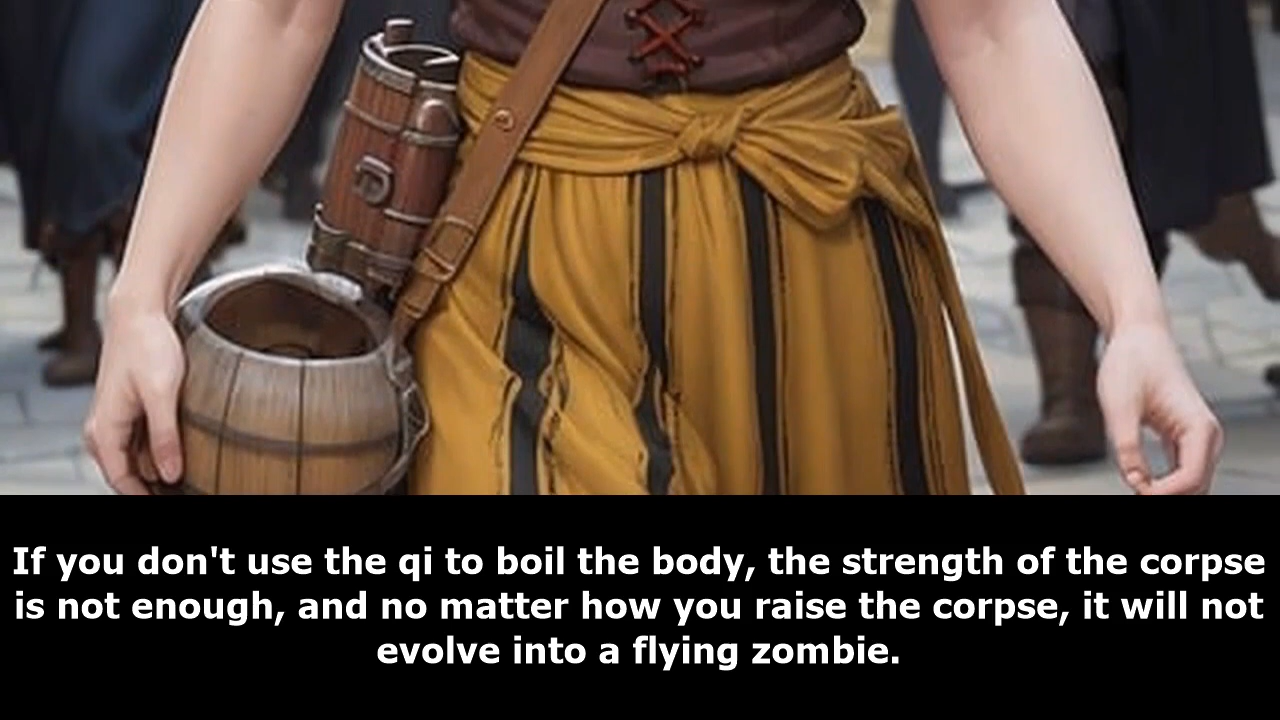 If you don't use the qi to boil the body, the strength of the corpse
is not enough, and no matter how you raise the corpse, it will not
evolve into a flying zombie.